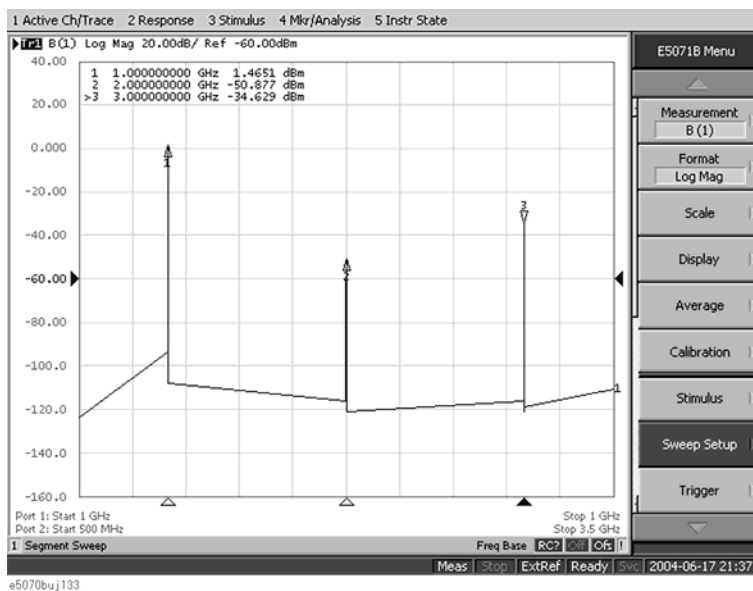 1 Active Ch/Trace 2 Response 3 Stimulus 4 Mkr/Analysis 5 Instr State
Tr1 B(1) Log Mag 20.00dB/ Ref -60.00dBm
E5071B Menu
40.00
1 1.000000000 GHz 1.4651 dBm
2 2.000000000 GHz -50.877 dBm
>3 3.000000000 GHz -34.629 dBm
20.00
0.000
-20.00
-40.00
-60.00
-80.00
-100.0
-120.0
-140.0
-160.0
1
2
3
1
Measurement
B (1)
Format
Log Mag
Scale
Display
Average
Calibration
Stimulus
Sweep Setup
Trigger
Port 1: Start 1 GHz
Stop 1 GHz
Port 2: Start 500 MHz
Stop 3.5 GHz
1 Segment Sweep
Freq Base RC? Off Ofs !
Meas Stop ExtRef Ready Svc 2004-06-17 21:37
e5070buj133